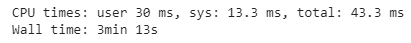 CPU times: user 30 ms, sys: 13.3 ms, total: 43.3 ms
Wall time: 3min 13s